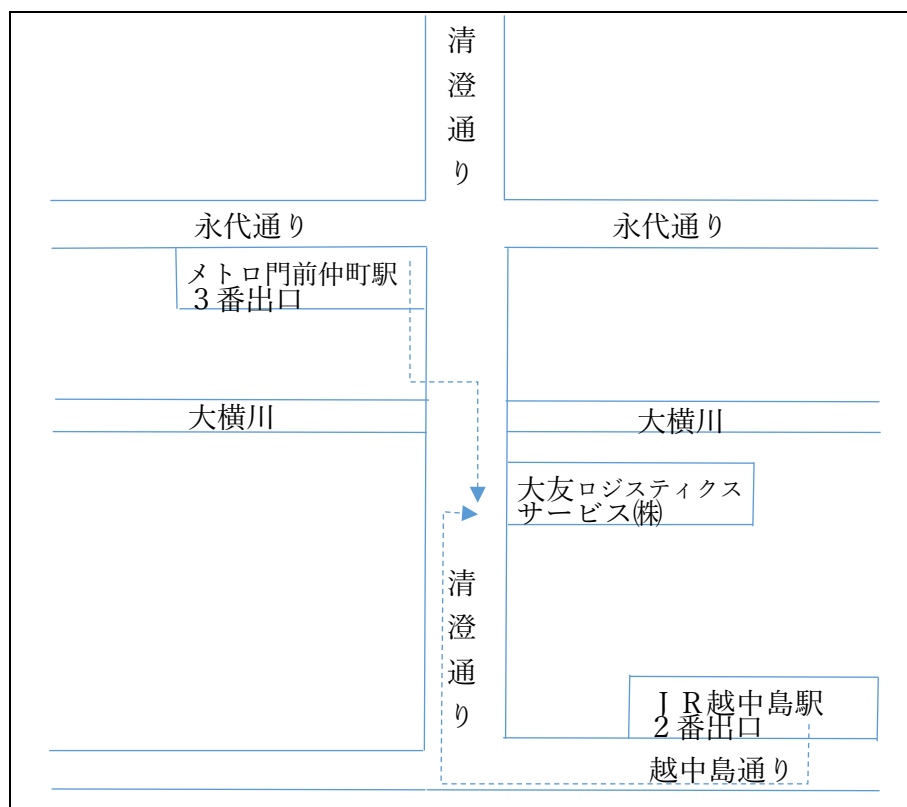 清澄通り
永代通り
永代通り
メトロ門前仲町駅
３番出口
大横川
大横川
大友ロジスティクス
サービス㈱
清澄通り
ＪＲ越中島駅
２番出口
越中島通り